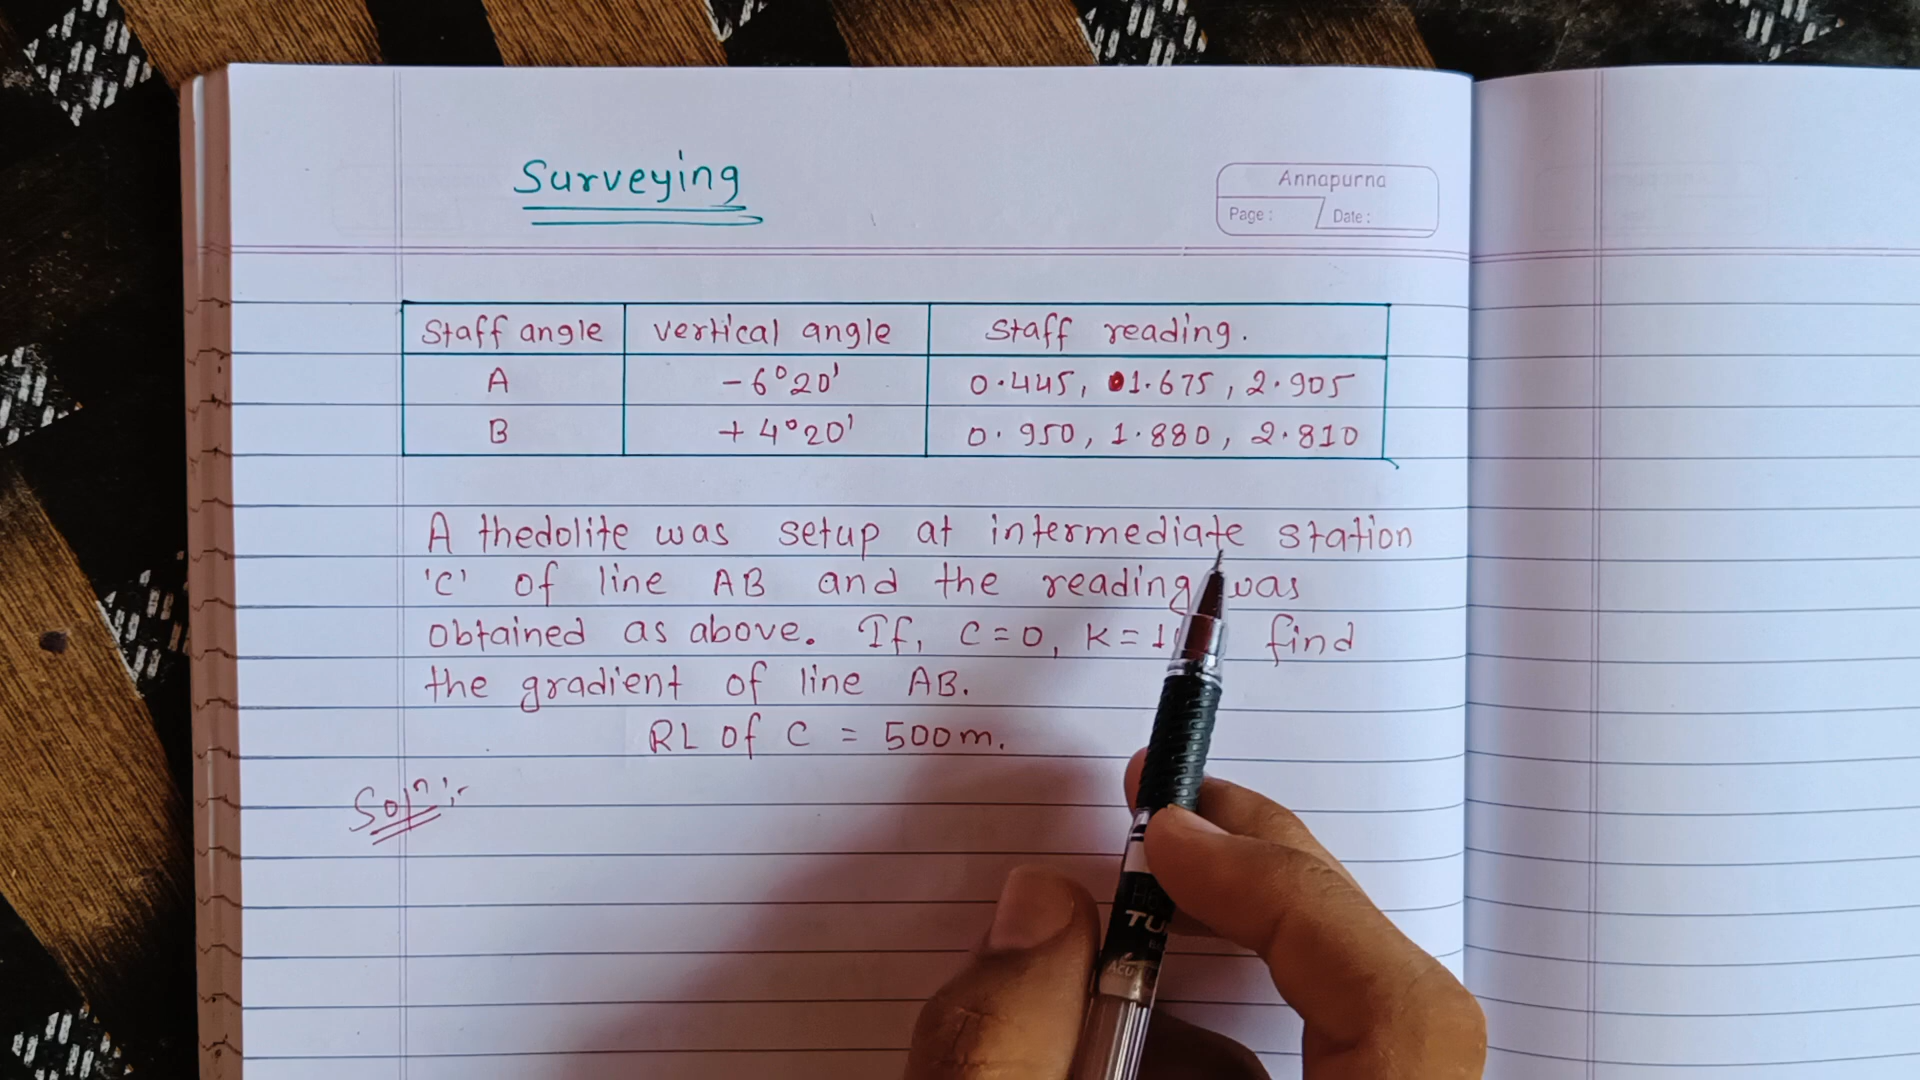 Surveying
Annapurna
Page : Date :
Staff angle vertical angle Staff reading.
A -6°20' 0.445, 1.675, 2.905
B +4°20' 0.950, 1.880, 2.810
A thedolite was setup at intermediate station
'C' of line AB and the reading was
obtained as above. If, C=0, K= find
the gradient of line AB.
RL of C = 500m.
Soln :-